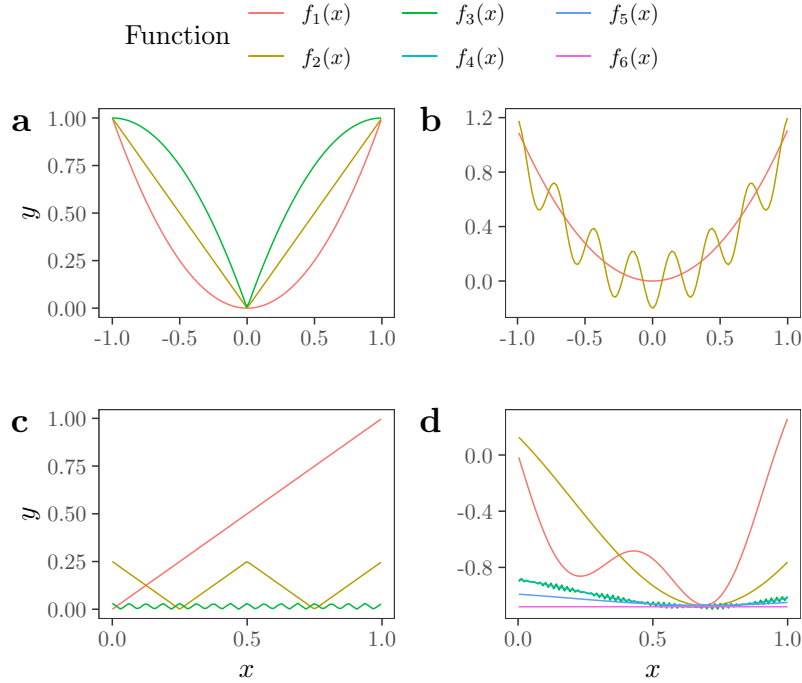 Function
f₁(x) f₃(x) f₅(x)
f₂(x) f₄(x) f₆(x)
a
1.00
0.75
0.50
0.25
0.00
y
-1.0 -0.5 0.0 0.5 1.0
b
1.2
0.8
0.4
0.0
-1.0 -0.5 0.0 0.5 1.0
c
1.00
0.75
0.50
0.25
0.00
y
0.0 0.5 1.0
x
d
0.0
-0.4
-0.8
0.0 0.5 1.0
x